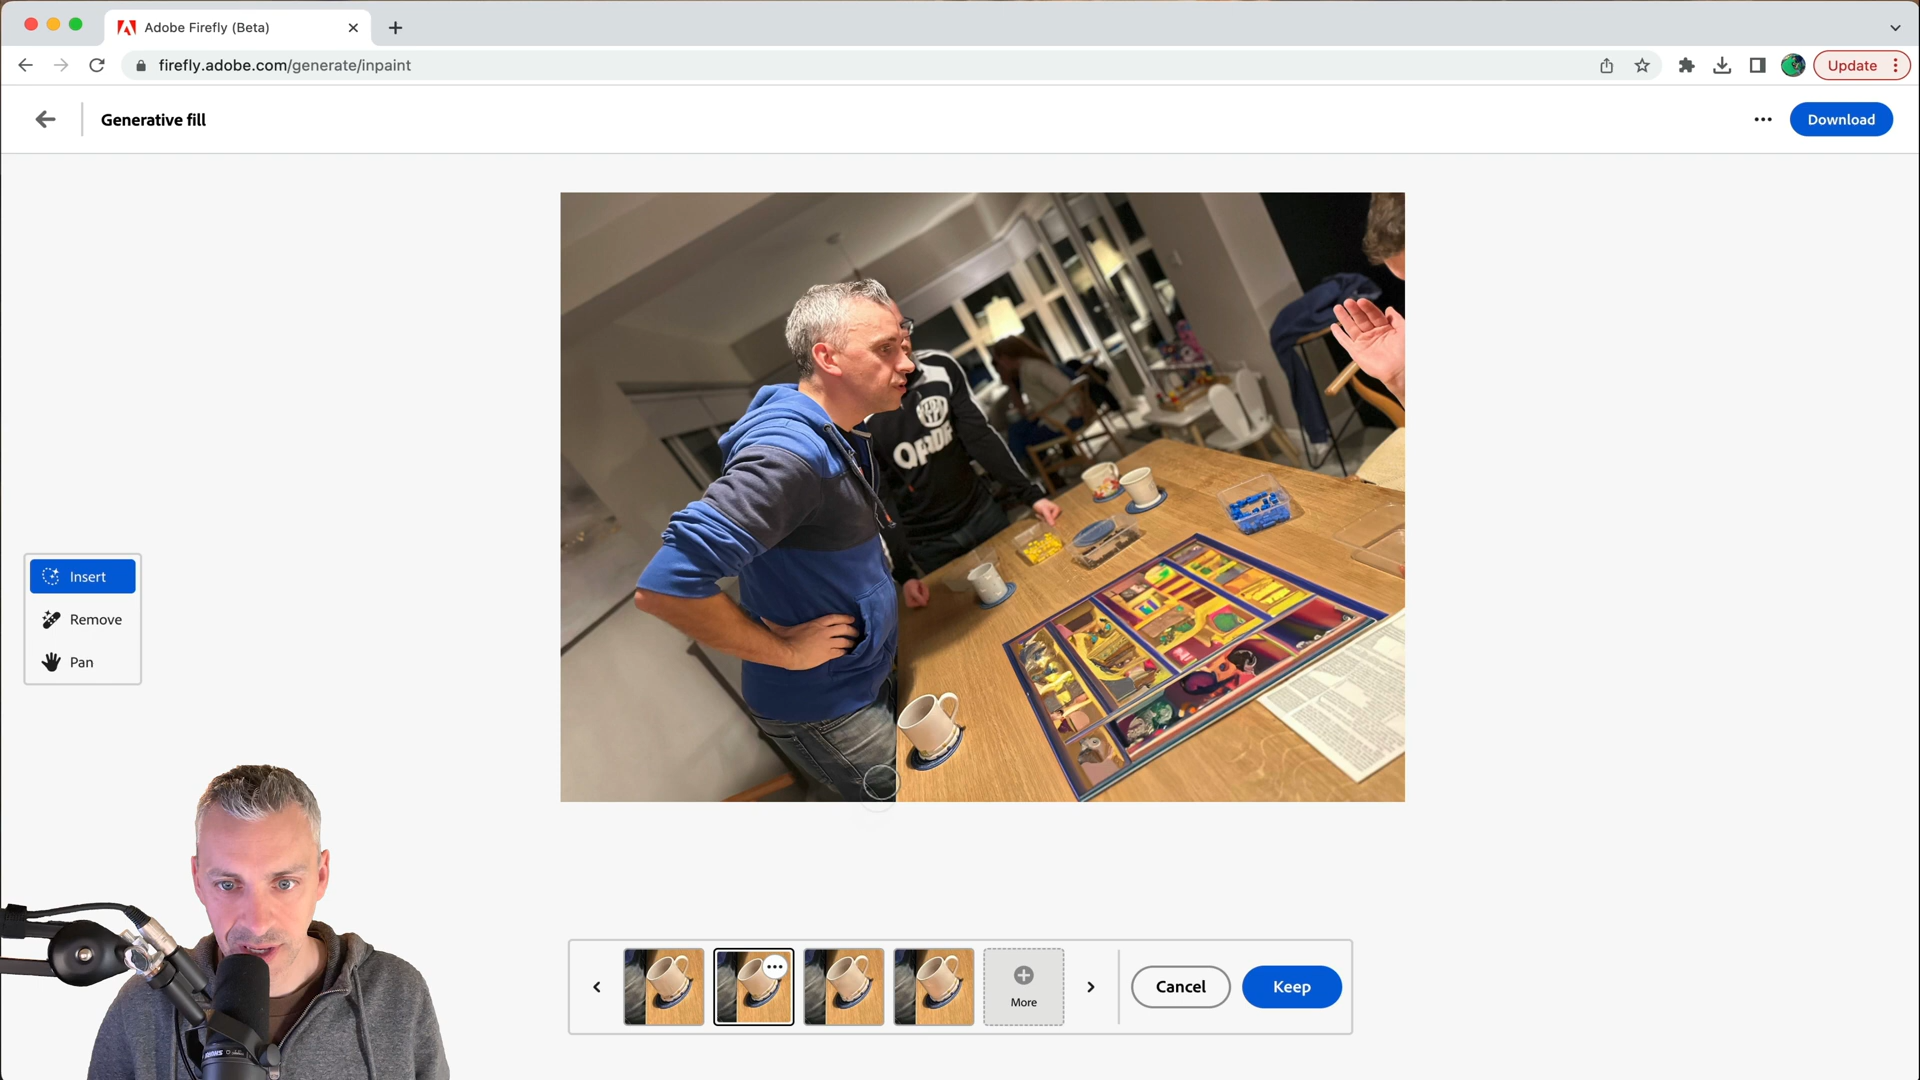 Adobe Firefly (Beta)
firefly.adobe.com/generate/inpaint
Update
Generative fill
Download
Insert
Remove
Pan
More
Cancel
Keep